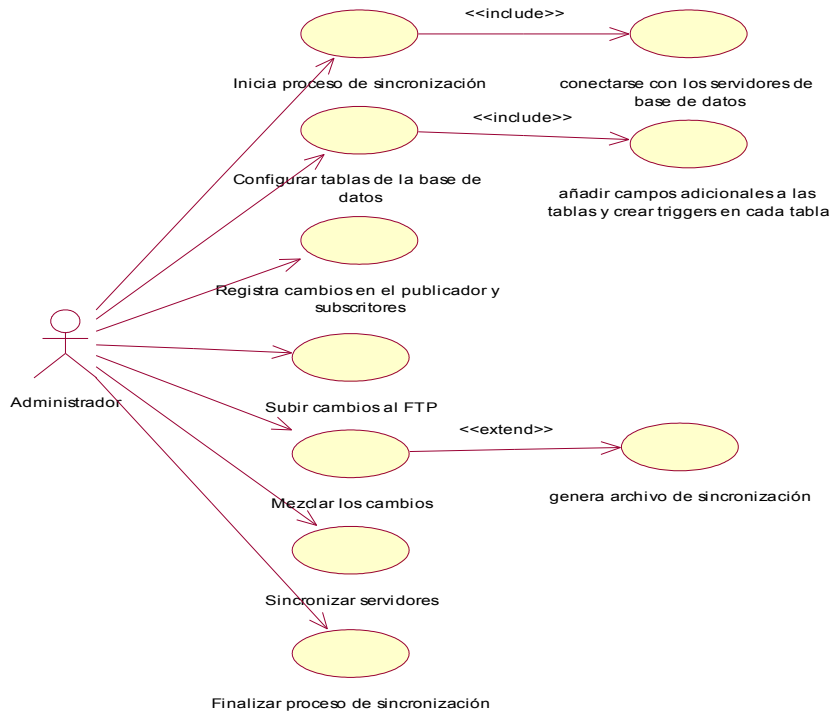 <<include>>
Inicia proceso de sincronización
conectarse con los servidores de
base de datos
<<include>>
Configurar tablas de la base de
datos
añadir campos adicionales a las
tablas y crear triggers en cada tabla
Registra cambios en el publicador y
subscritores
Administrador
Subir cambios al FTP
<<extend>>
Mezclar los cambios
genera archivo de sincronización
Sincronizar servidores
Finalizar proceso de sincronización